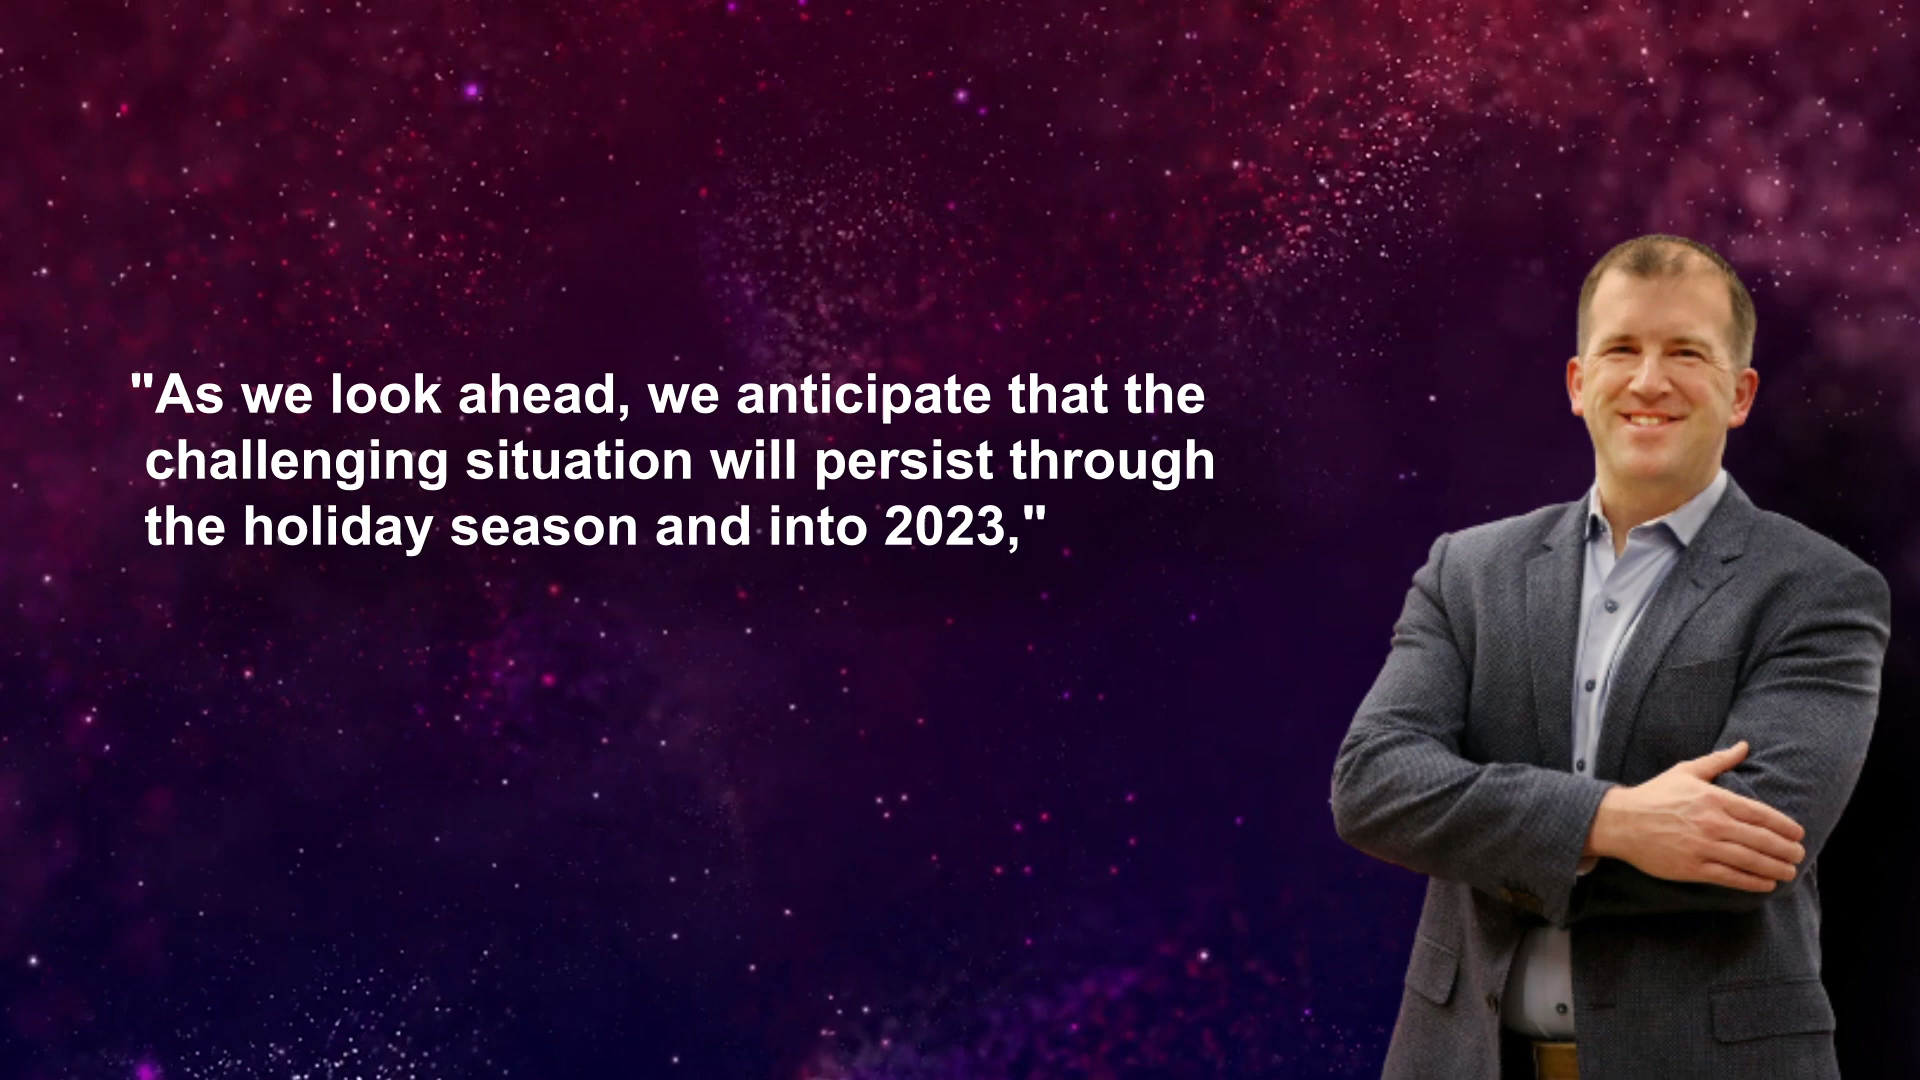 "As we look ahead, we anticipate that the
challenging situation will persist through
the holiday season and into 2023,"